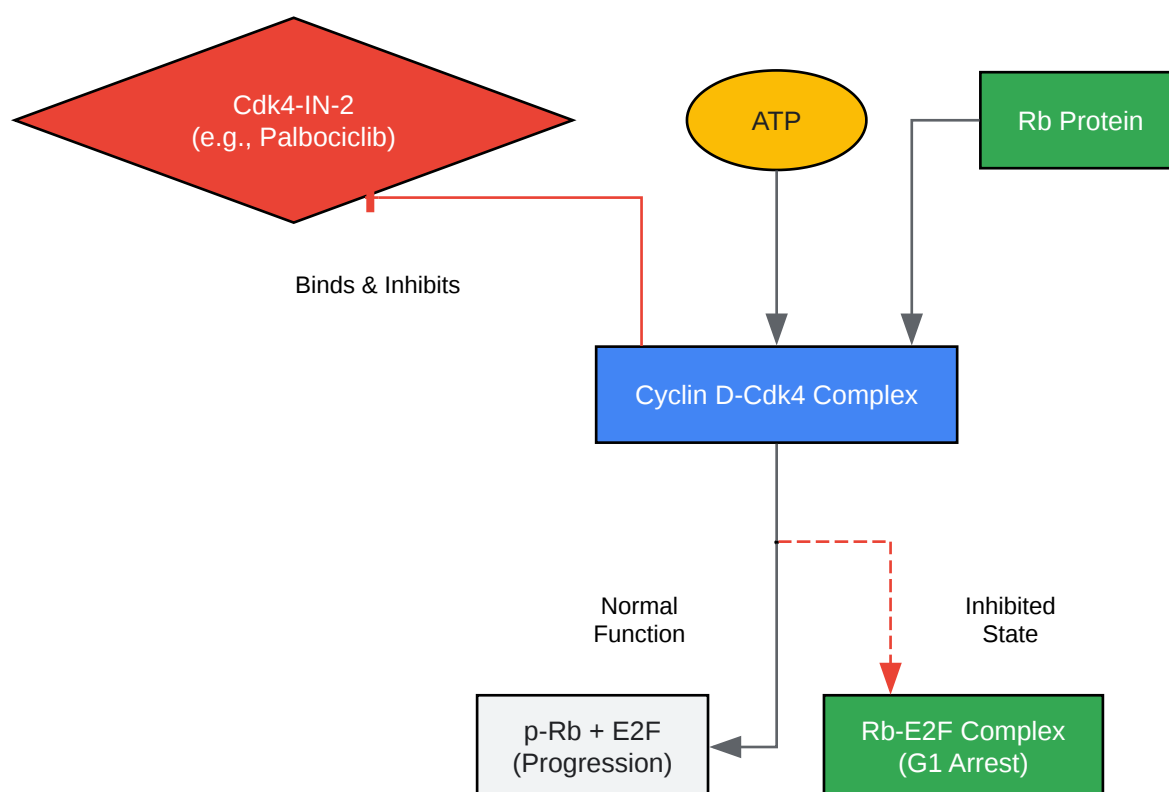 Cdk4-IN-2
(e.g., Palbociclib)
ATP
Rb Protein
Binds & Inhibits
Cyclin D-Cdk4 Complex
Normal
Function
Inhibited
State
p-Rb + E2F
(Progression)
Rb-E2F Complex
(G1 Arrest)